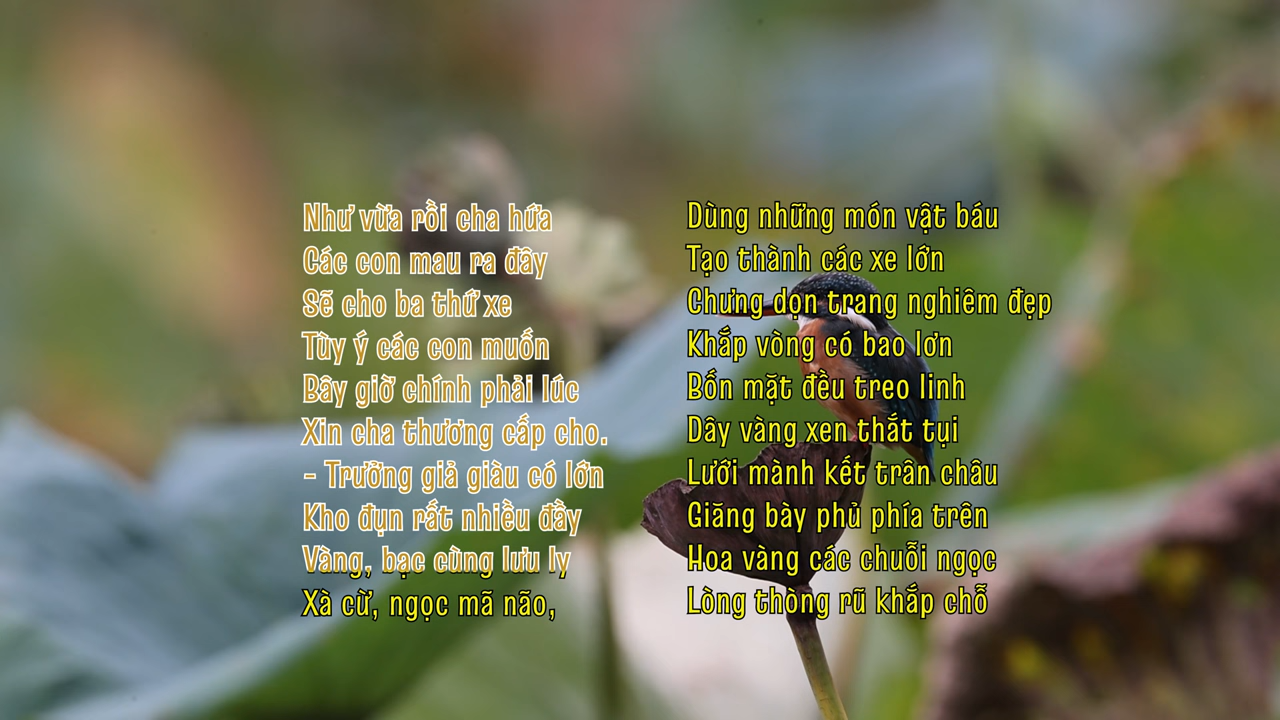 Như vừa rồi cha hứa
Các con mau ra đây
Sẽ cho ba thứ xe
Tùy ý các con muốn
Bây giờ chính phải lúc
Xin cha thương cấp cho.
- Trưởng giả giàu có lớn
Kho đụn rất nhiều đầy
Vàng, bạc cùng lưu ly
Xà cừ, ngọc mã não,
Dùng những món vật báu
Tạo thành các xe lớn
Chưng dọn trang nghiêm đẹp
Khắp vòng có bao lơn
Bốn mặt đều treo linh
Dây vàng xen thắt tụi
Lưới mành kết trân châu
Giăng bày phủ phía trên
Hoa vàng các chuỗi ngọc
Lòng thòng rũ khắp chỗ